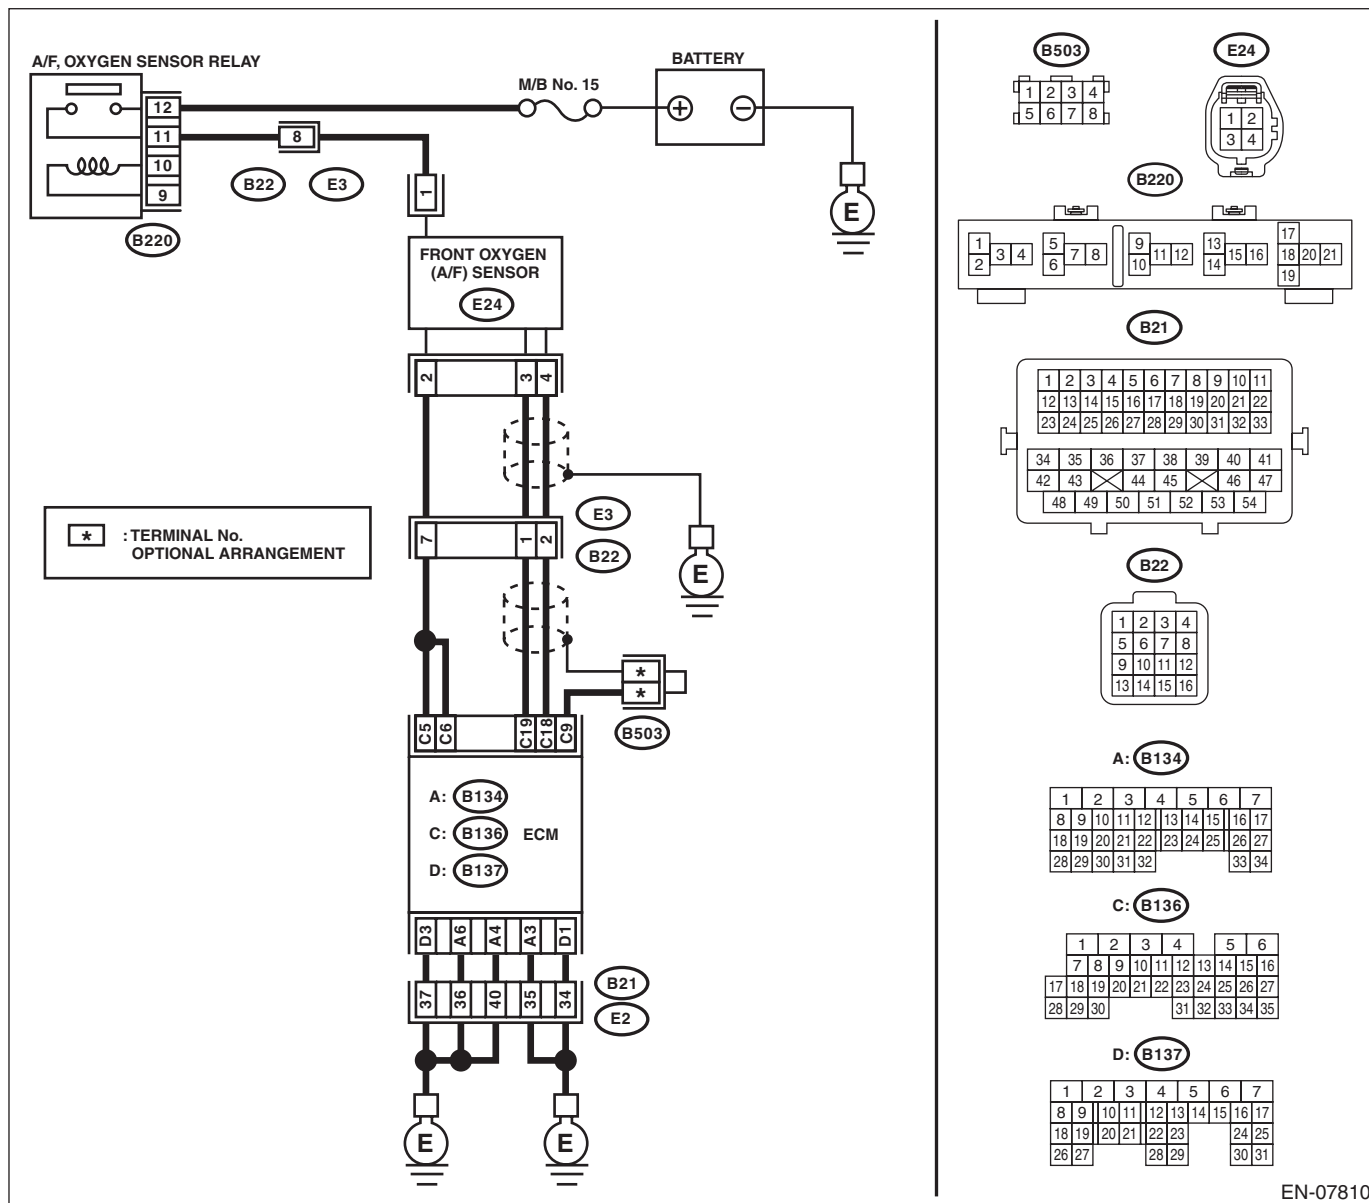 A/F, OXYGEN SENSOR RELAY
BATTERY
M/B No. 15
12
11
10
9
8
B22 E3
B220
1
E
FRONT OXYGEN
(A/F) SENSOR
E24
2 3 4
E3
7 1 2
B22
E
* : TERMINAL No.
OPTIONAL ARRANGEMENT
*
*
B503
C5 C6 C19 C18 C9
A: B134
C: B136 ECM
D: B137
D3 A6 A4 A3 D1
B21
37 36 40 35 34
E2
E E
B503
1 2 3 4
5 6 7 8
E24
1 2
3 4
B220
1 2 3 4
5 6 7 8
9 10 11 12
13 14 15 16
17 18 19 20 21
B21
1 2 3 4 5 6 7 8 9 10 11
12 13 14 15 16 17 18 19 20 21 22
23 24 25 26 27 28 29 30 31 32 33
34 35 36 37 38 39 40 41
42 43 44 45 46 47
48 49 50 51 52 53 54
B22
1 2 3 4
5 6 7 8
9 10 11 12
13 14 15 16
A: B134
1 2 3 4 5 6 7
8 9 10 11 12 13 14 15 16 17
18 19 20 21 22 23 24 25 26 27
28 29 30 31 32 33 34
C: B136
1 2 3 4 5 6
7 8 9 10 11 12 13 14 15 16
17 18 19 20 21 22 23 24 25 26 27
28 29 30 31 32 33 34 35
D: B137
1 2 3 4 5 6 7
8 9 10 11 12 13 14 15 16 17
18 19 20 21 22 23 24 25
26 27 28 29 30 31
EN-07810